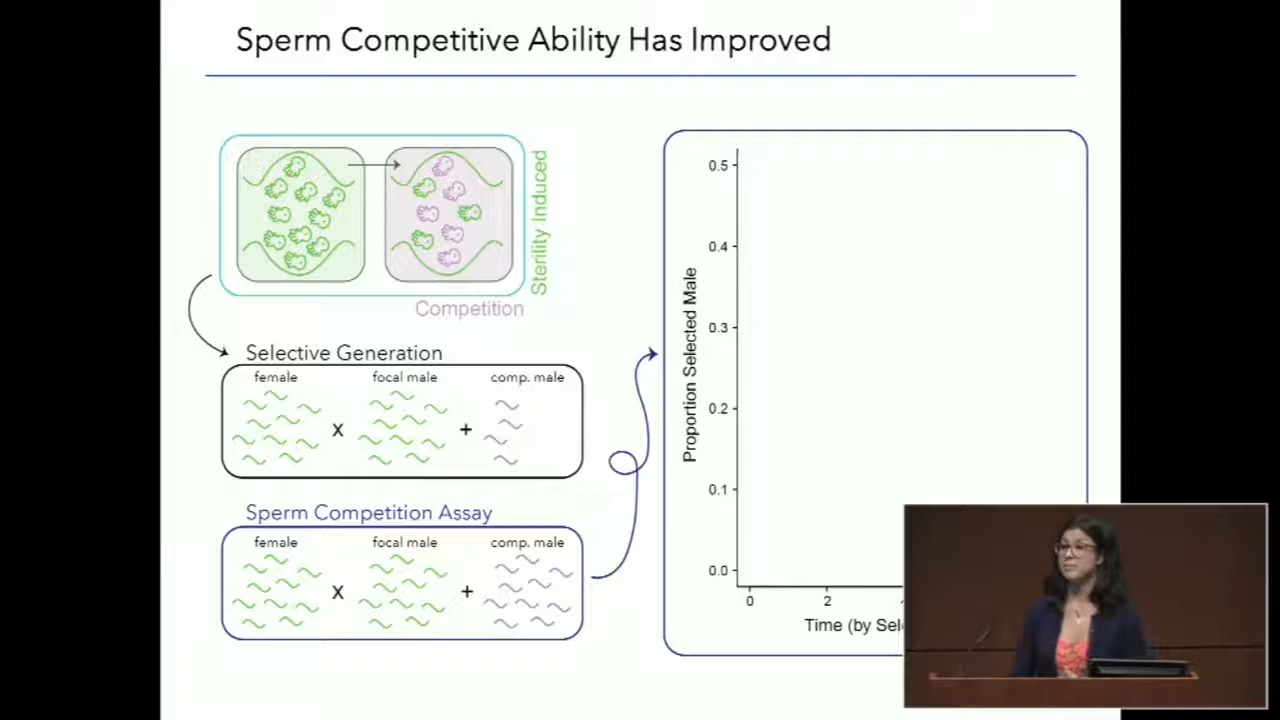 Sperm Competitive Ability Has Improved
Sterility Induced
Competition
Selective Generation
female focal male comp. male
x +
Sperm Competition Assay
female focal male comp. male
x +
Proportion Selected Male
0.5
0.4
0.3
0.2
0.1
0.0
0 2
Time (by